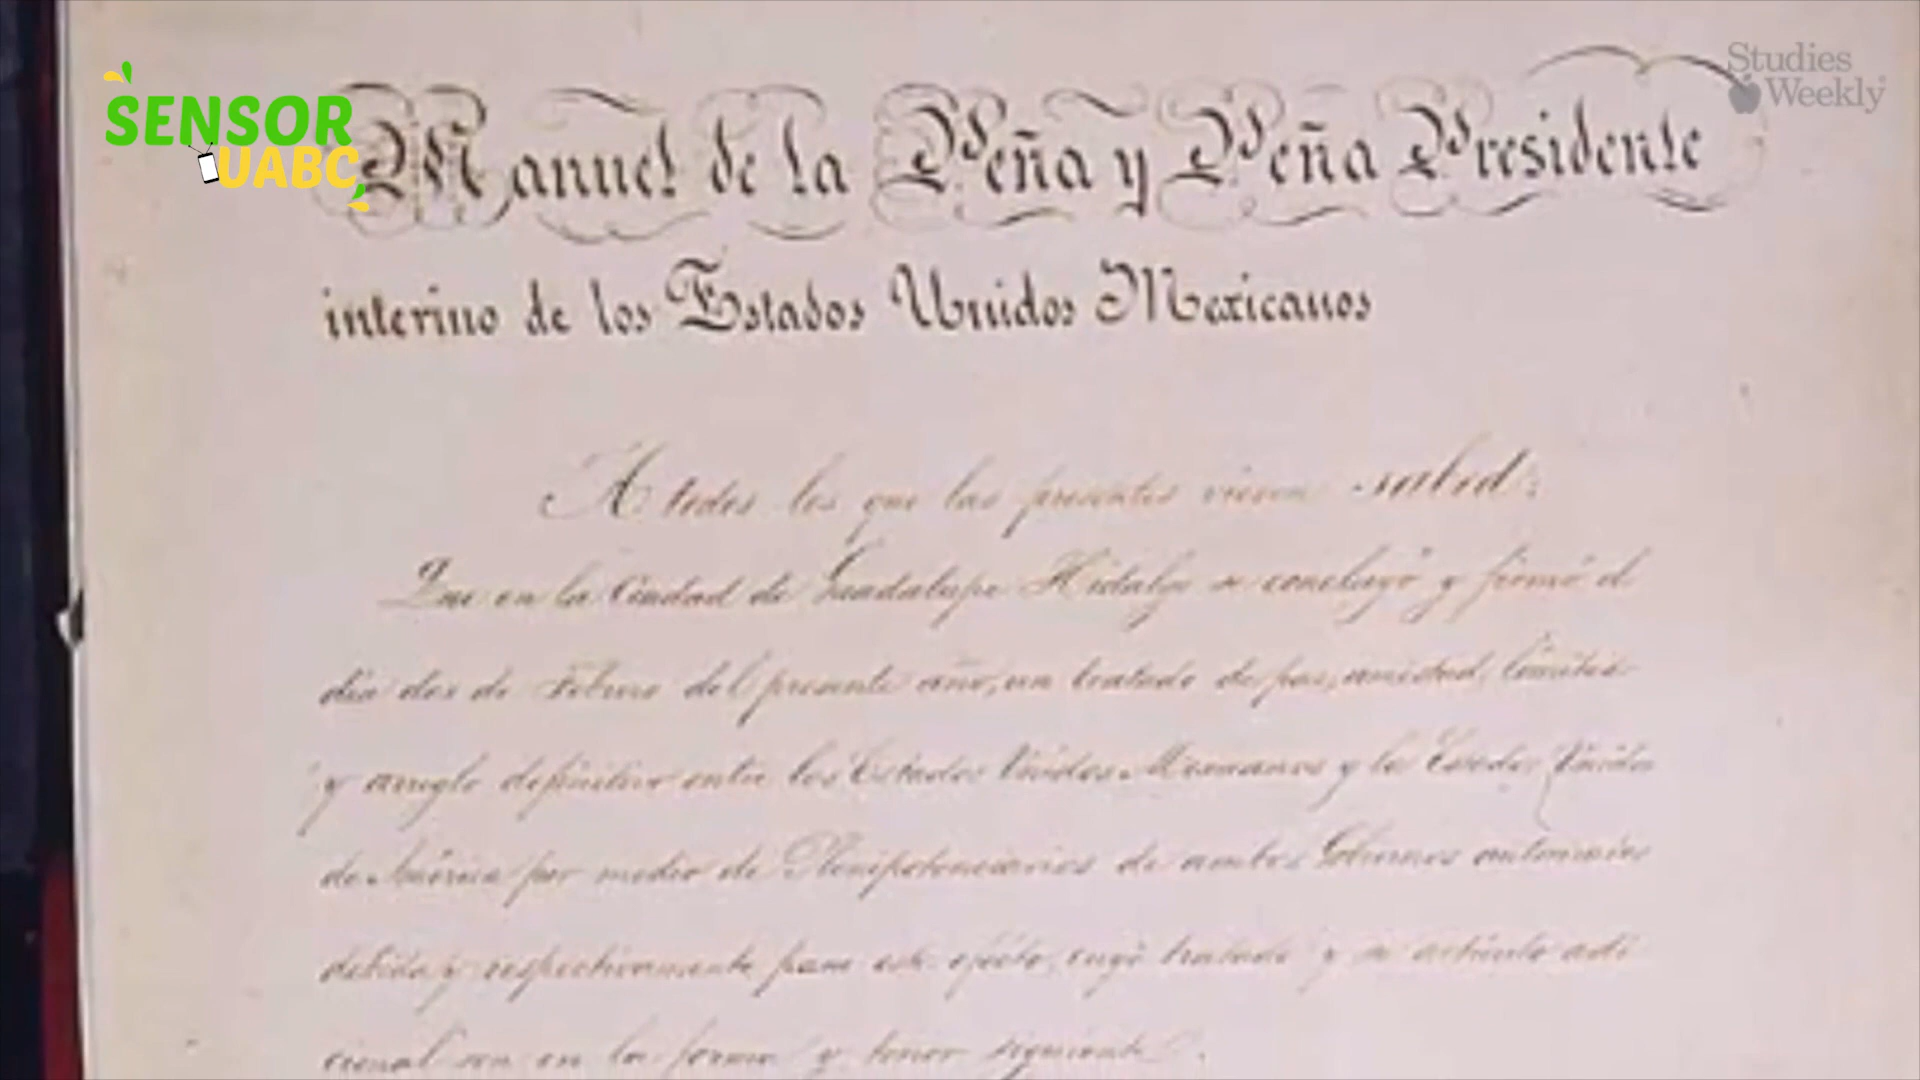 SENSOR
UABC
Studies
Weekly
Manuel de la Peña y Peña Presidente
interino de los Estados Unidos Mexicanos
A todos los que las presentes vieren salud:
Que en la Ciudad de Guadalupe Hidalgo se concluyó y firmó el
dia dos de Febrero del presente año, un tratado de paz, amistad, limites
y arreglo definitivo entre los Estados Unidos Mexicanos y los Estados Unidos
de América por medio de Plenipotenciarios de ambos Gobiernos autorizados
debida y respectivamente para este efecto, cuyo tratado y su articulo adi
cional son en la forma y tenor siguiente.